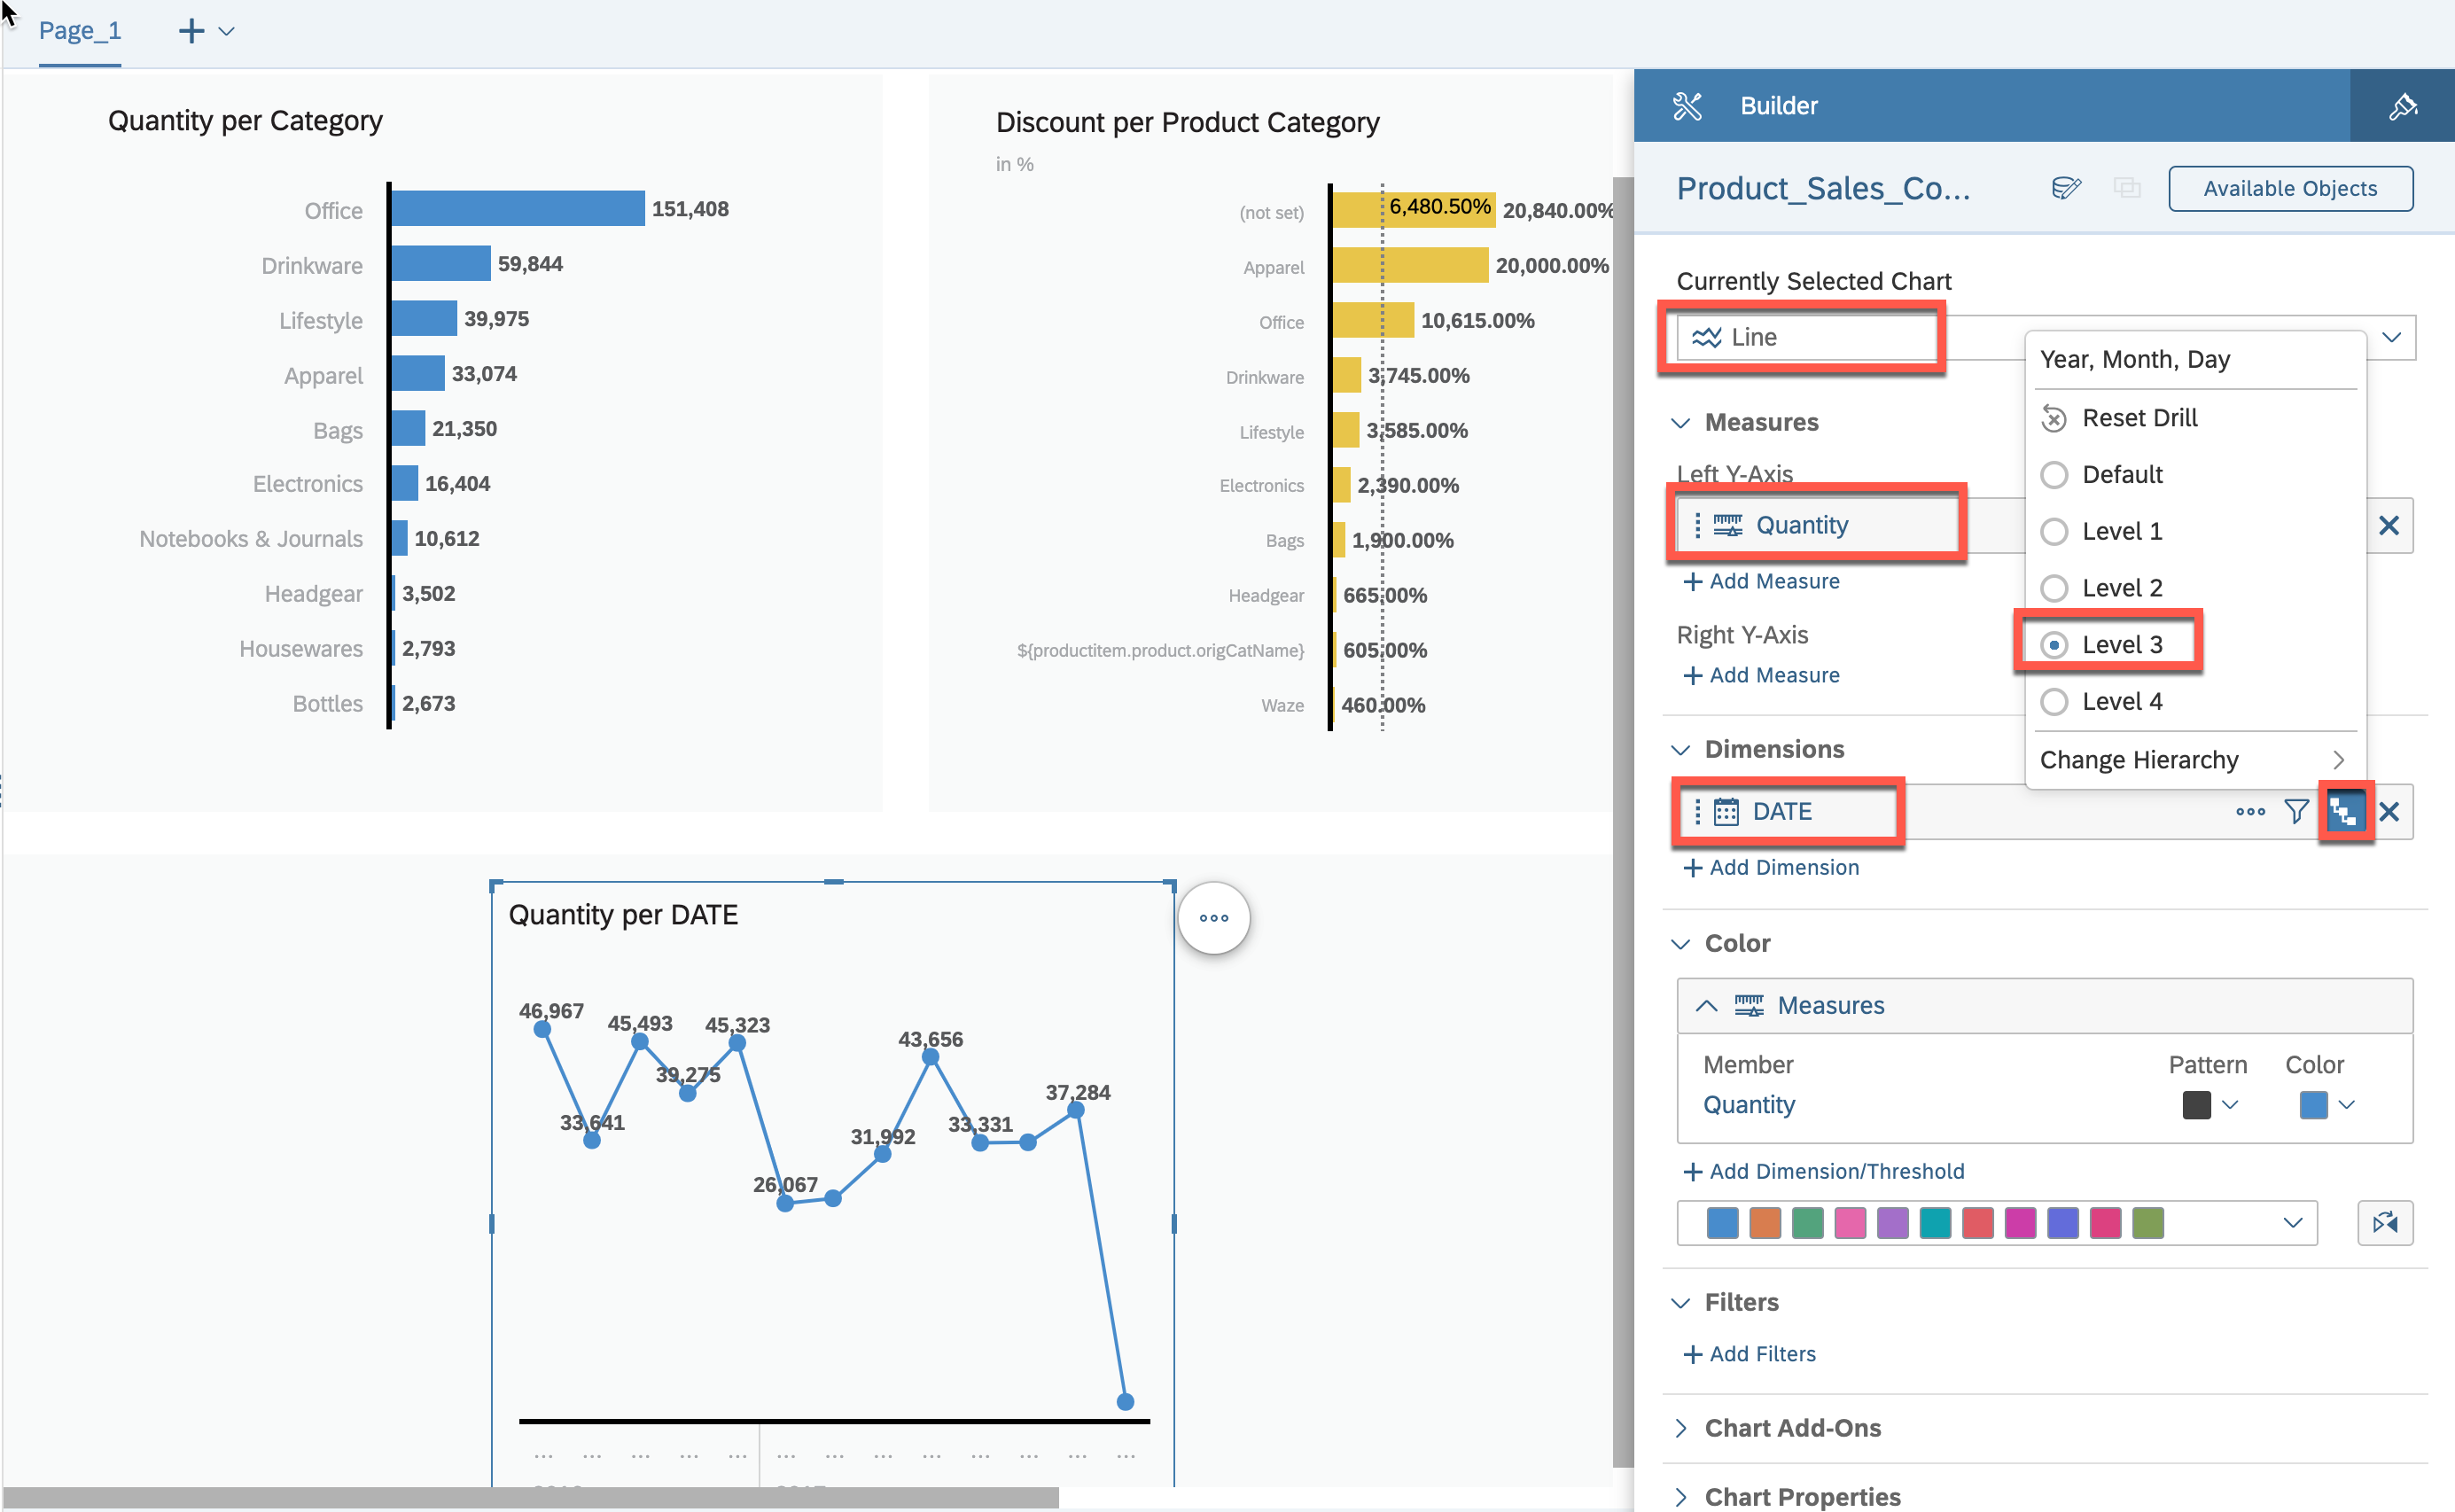 Page_1
Quantity per Category
Office 151,408
Drinkware 59,844
Lifestyle 39,975
Apparel 33,074
Bags 21,350
Electronics 16,404
Notebooks & Journals 10,612
Headgear 3,502
Housewares 2,793
Bottles 2,673
Discount per Product Category
in %
(not set) 6,480.50% 20,840.00%
Apparel 20,000.00%
Office 10,615.00%
Drinkware 3,745.00%
Lifestyle 3,585.00%
Electronics 2,390.00%
Bags 1,900.00%
Headgear 665.00%
${productitem.product.origCatName} 605.00%
Waze 460.00%
Quantity per DATE
46,967
33,641
45,493
39,275
45,323
26,067
31,992
43,656
33,331
37,284
... ... ... ... ... ... ... ... ... ... ... ... ...
Builder
Product_Sales_Co...
Available Objects
Currently Selected Chart
Line
Measures
Left Y-Axis
Quantity
+ Add Measure
Right Y-Axis
+ Add Measure
Year, Month, Day
Reset Drill
Default
Level 1
Level 2
Level 3
Level 4
Change Hierarchy
Dimensions
DATE
+ Add Dimension
Color
Measures
Member Pattern Color
Quantity
+ Add Dimension/Threshold
Filters
+ Add Filters
Chart Add-Ons
Chart Properties